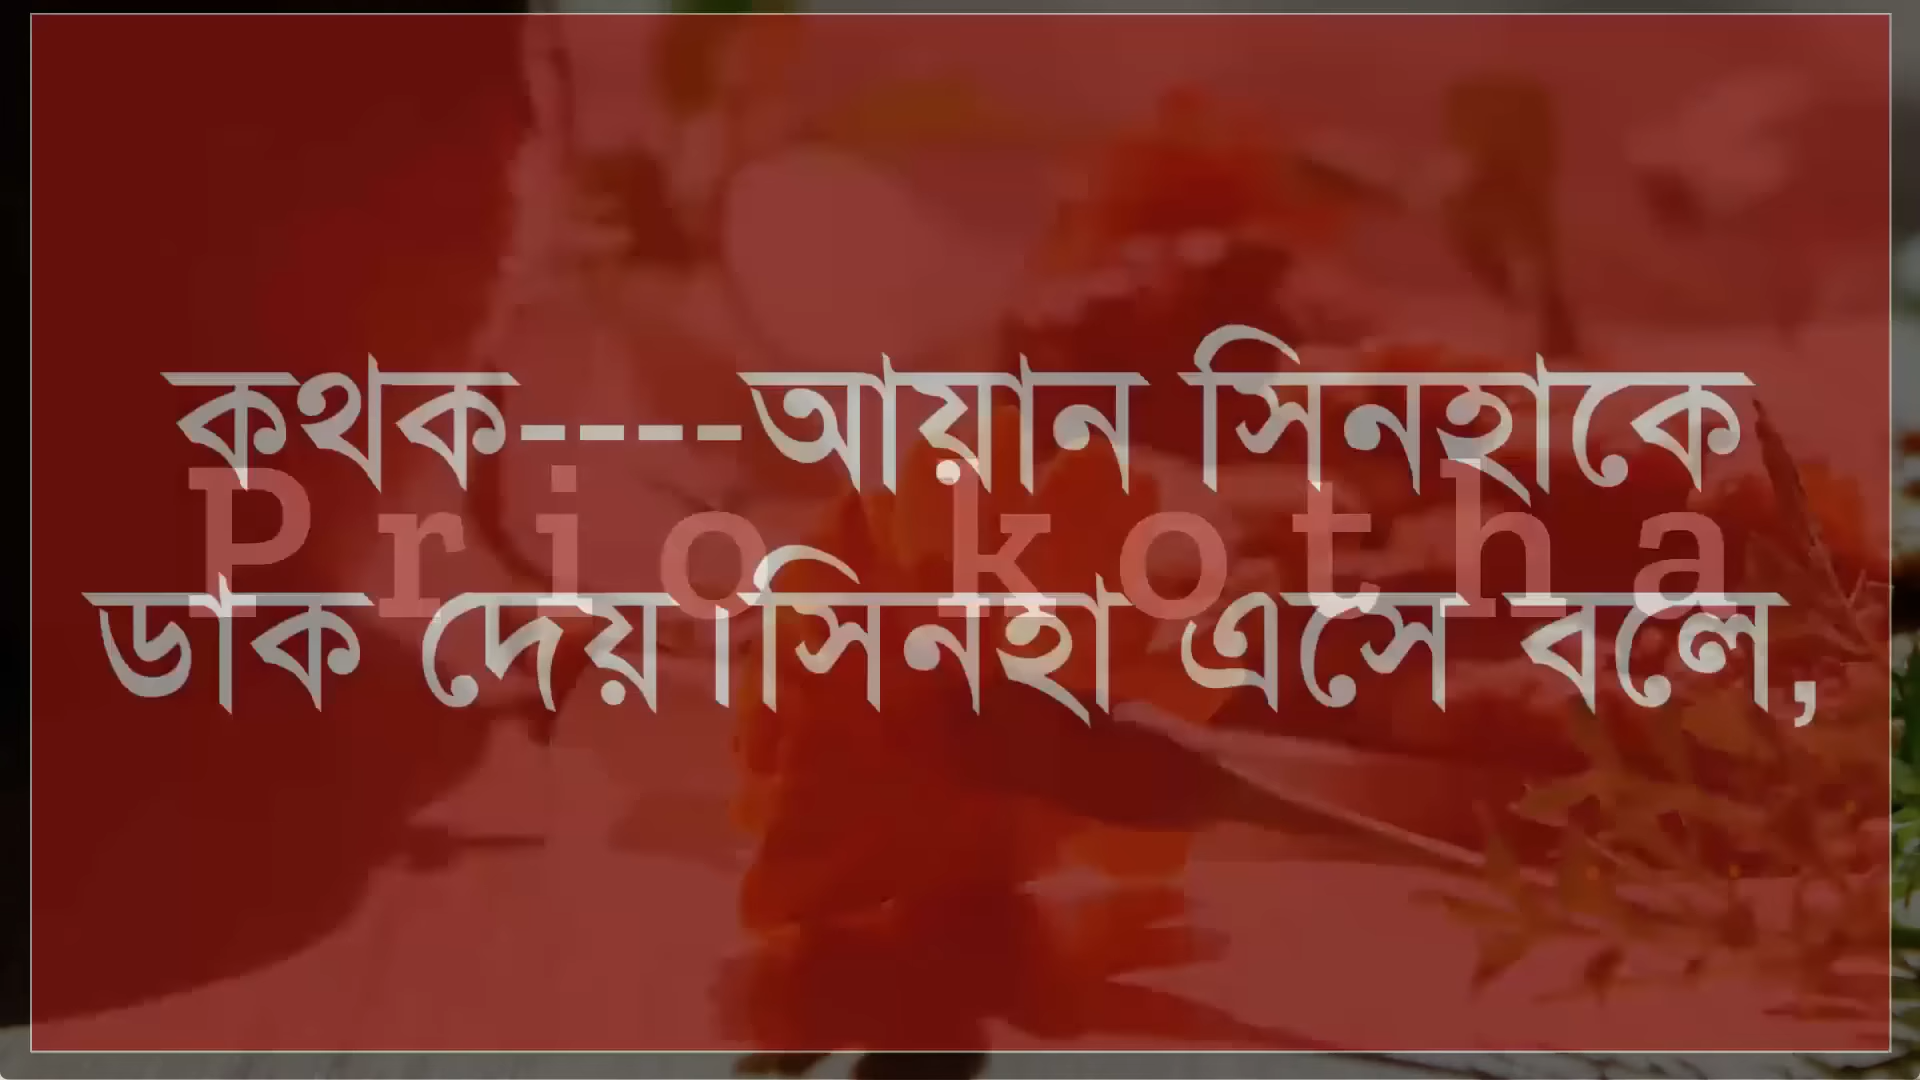 কথক----আয়ান সিনহাকে
Prio kotha
ডাক দেয়।সিনহা এসে বলে,